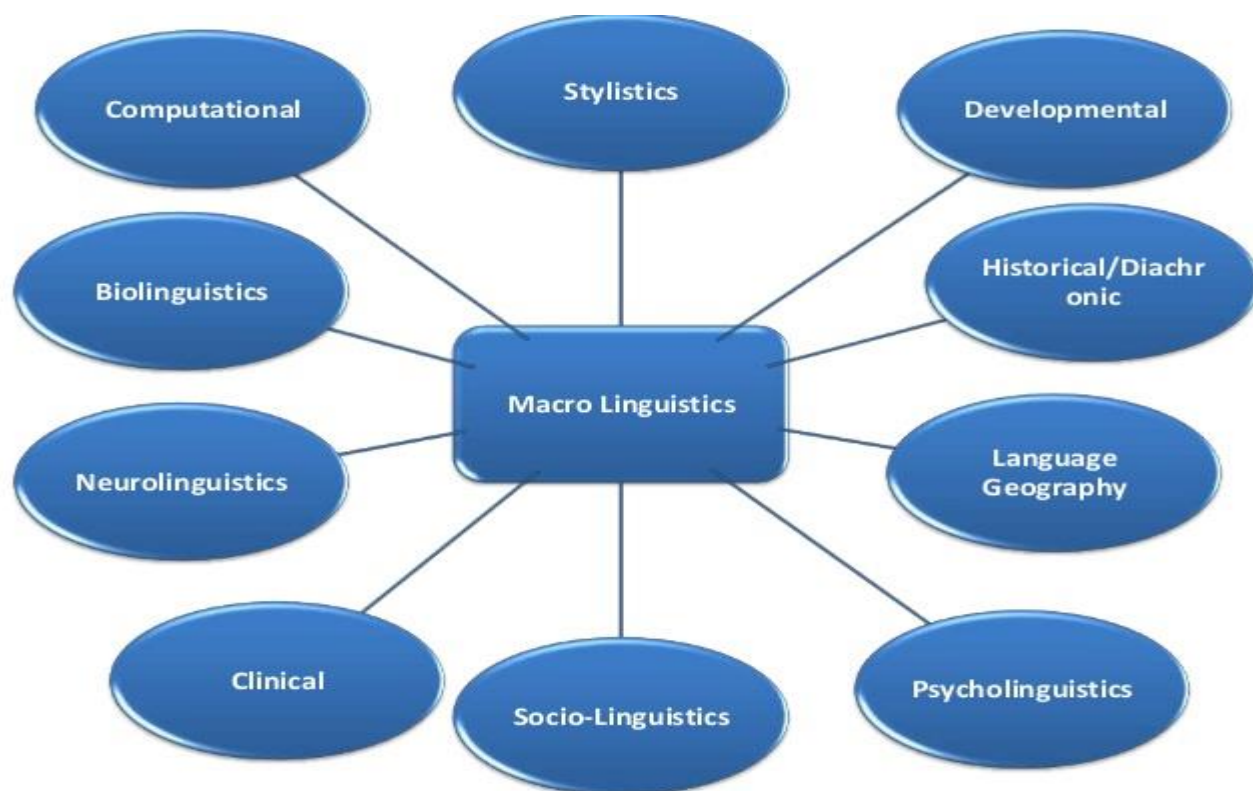 Stylistics
Computational
Developmental
Historical/Diachr
onic
Biolinguistics
Macro Linguistics
Language
Geography
Neurolinguistics
Clinical
Psycholinguistics
Socio-Linguistics